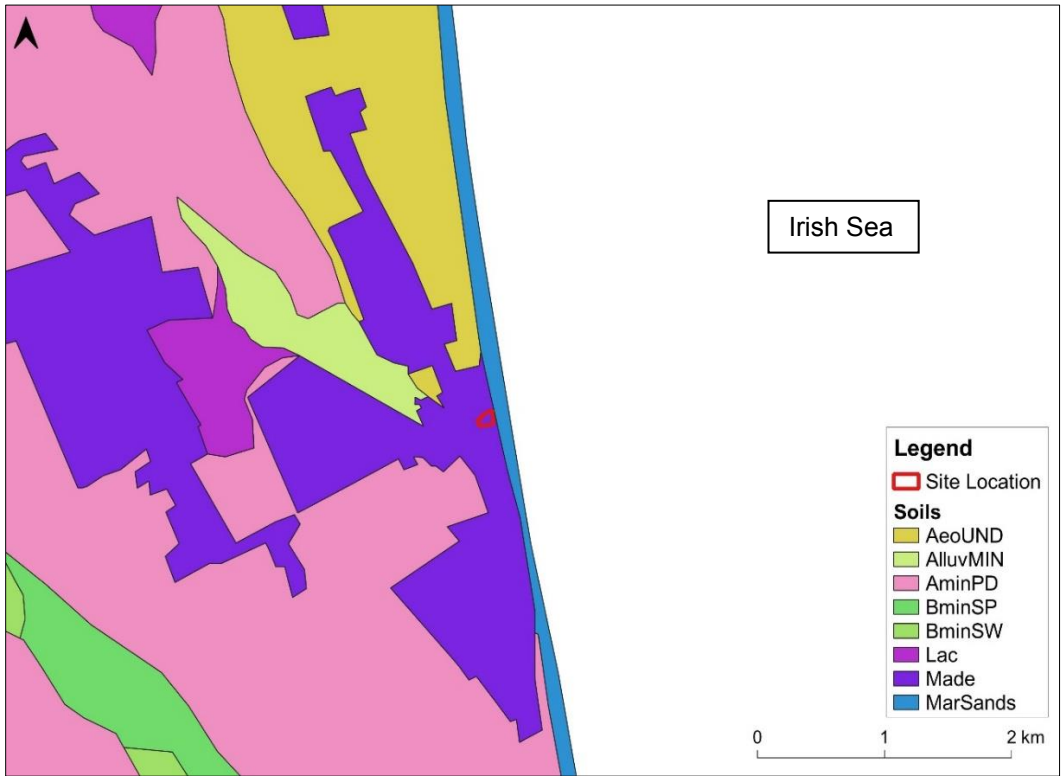 Irish Sea
Legend
Site Location
Soils
AeoUND
AlluvMIN
AminPD
BminSP
BminSW
Lac
Made
MarSands
0 1 2 km